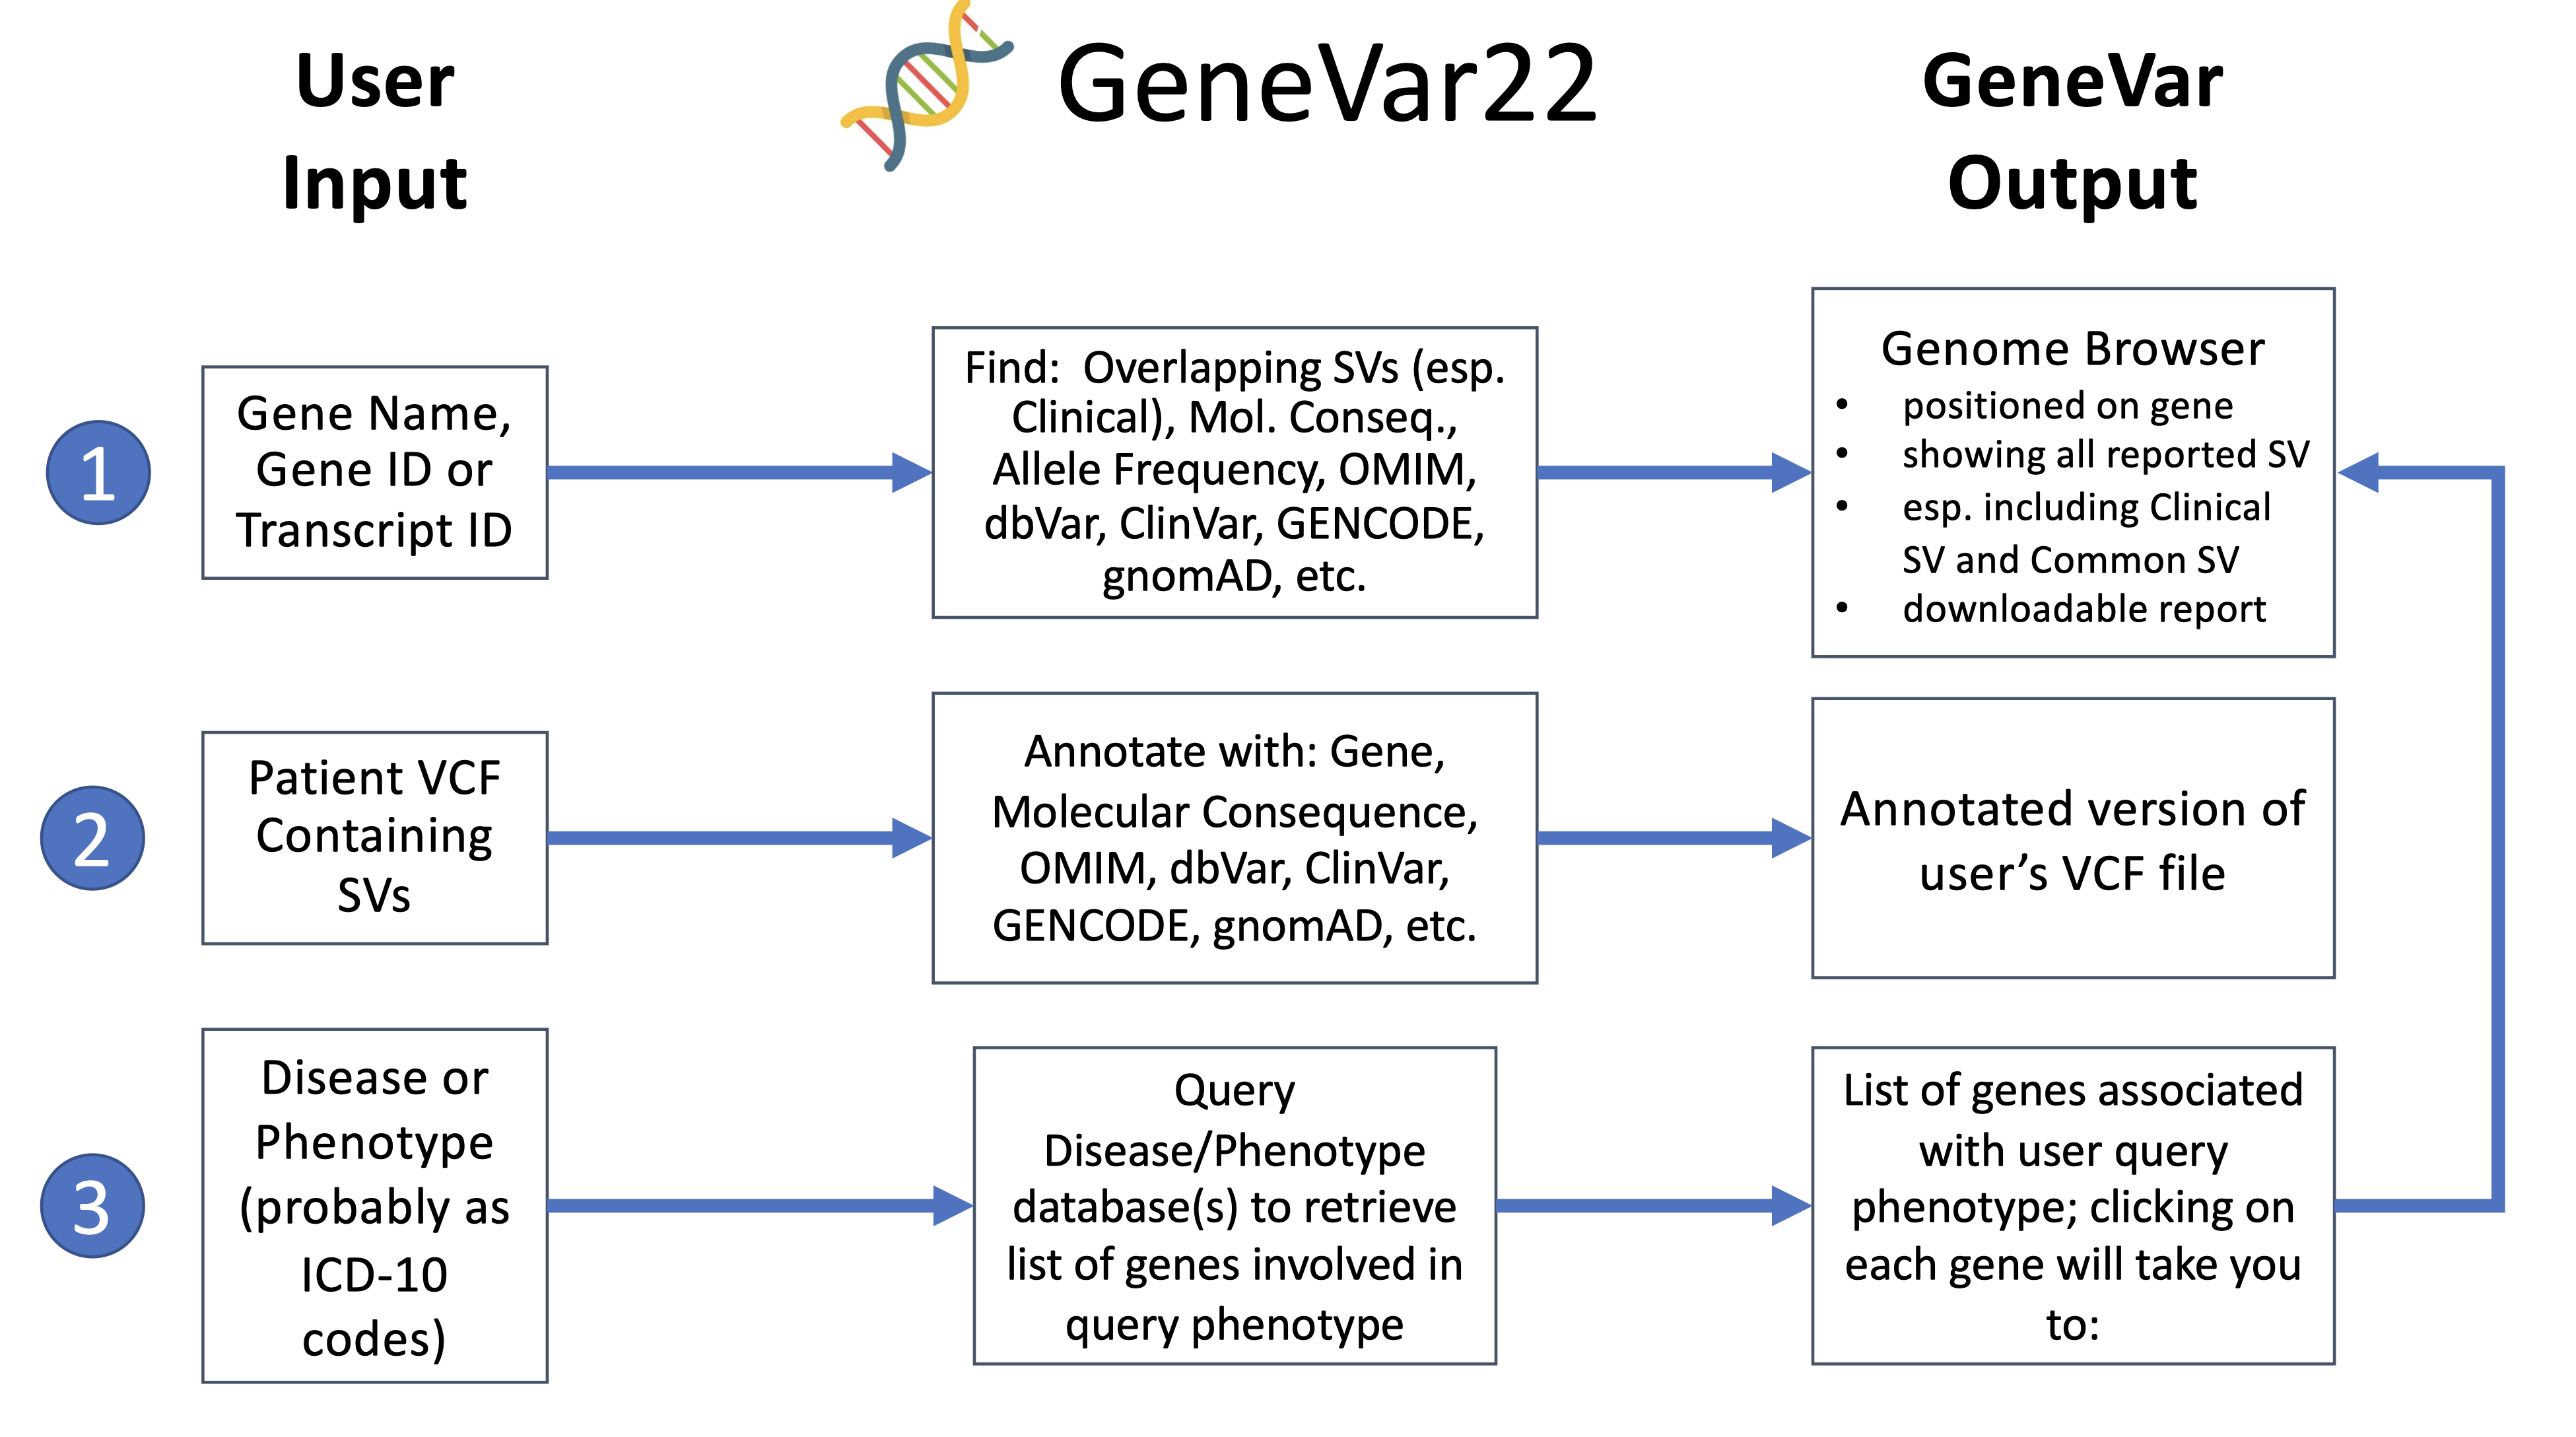 User
Input
GeneVar22
GeneVar
Output
1
Gene Name,
Gene ID or
Transcript ID
Find:  Overlapping SVs (esp.
Clinical), Mol. Conseq.,
Allele Frequency, OMIM,
dbVar, ClinVar, GENCODE,
gnomAD, etc.
Genome Browser
• positioned on gene
• showing all reported SV
• esp. including Clinical
SV and Common SV
• downloadable report
2
Patient VCF
Containing
SVs
Annotate with: Gene,
Molecular Consequence,
OMIM, dbVar, ClinVar,
GENCODE, gnomAD, etc.
Annotated version of
user’s VCF file
3
Disease or
Phenotype
(probably as
ICD-10
codes)
Query
Disease/Phenotype
database(s) to retrieve
list of genes involved in
query phenotype
List of genes associated
with user query
phenotype; clicking on
each gene will take you
to: